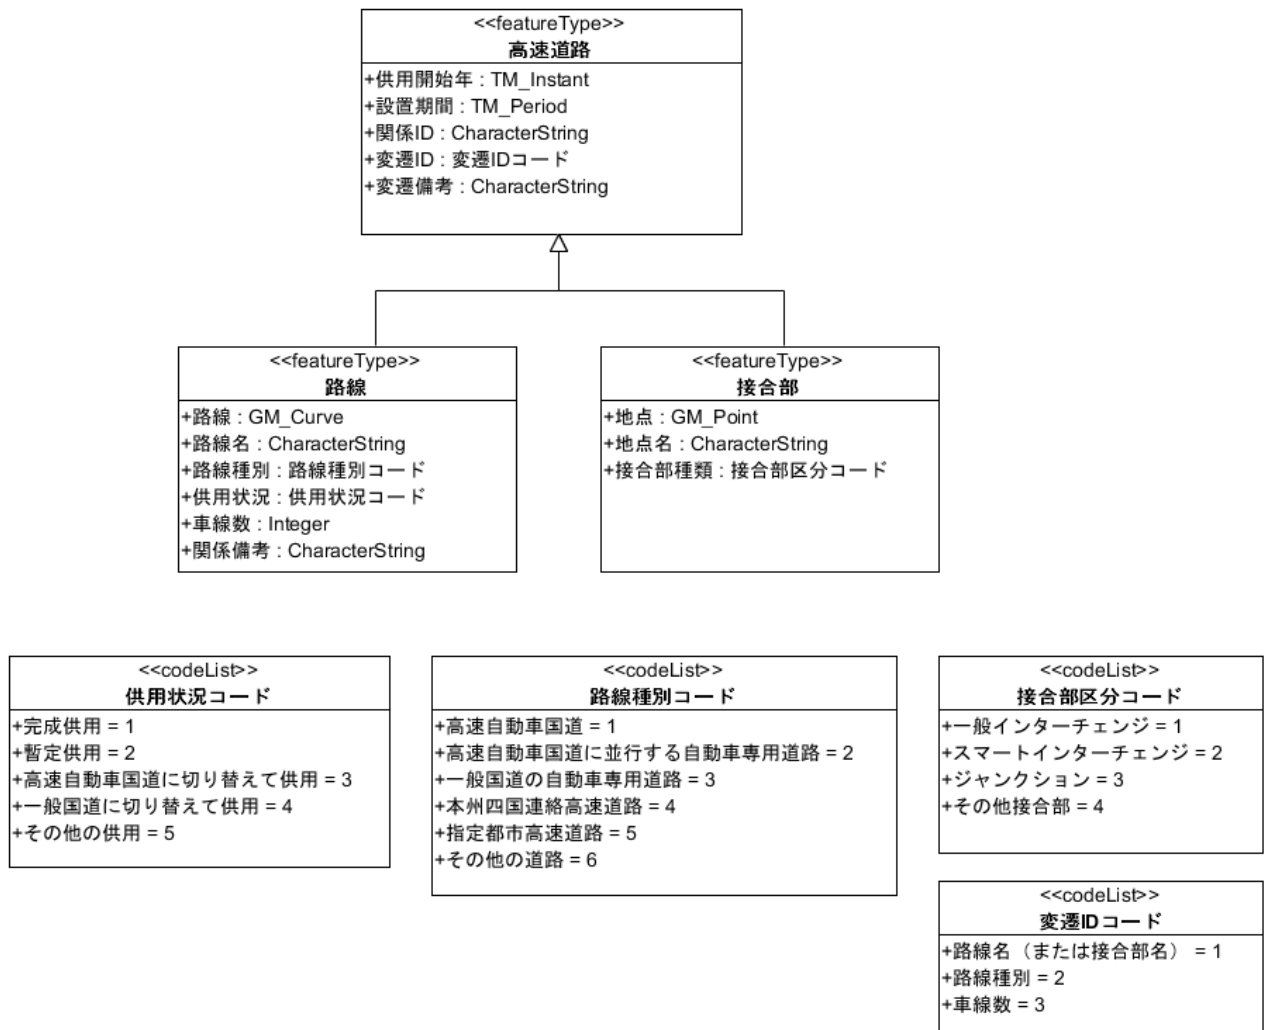 <<featureType>>
高速道路
+供用開始年 : TM_Instant
+設置期間 : TM_Period
+関係ID : CharacterString
+変遷ID : 変遷IDコード
+変遷備考 : CharacterString
<<featureType>>
路線
+路線 : GM_Curve
+路線名 : CharacterString
+路線種別 : 路線種別コード
+供用状況 : 供用状況コード
+車線数 : Integer
+関係備考 : CharacterString
<<featureType>>
接合部
+地点 : GM_Point
+地点名 : CharacterString
+接合部種類 : 接合部区分コード
<<codeList>>
供用状況コード
+完成供用 = 1
+暫定供用 = 2
+高速自動車国道に切り替えて供用 = 3
+一般国道に切り替えて供用 = 4
+その他の供用 = 5
<<codeList>>
路線種別コード
+高速自動車国道 = 1
+高速自動車国道に並行する自動車専用道路 = 2
+一般国道の自動車専用道路 = 3
+本州四国連絡高速道路 = 4
+指定都市高速道路 = 5
+その他の道路 = 6
<<codeList>>
接合部区分コード
+一般インターチェンジ = 1
+スマートインターチェンジ = 2
+ジャンクション = 3
+その他接合部 = 4
<<codeList>>
変遷IDコード
+路線名（または接合部名） = 1
+路線種別 = 2
+車線数 = 3